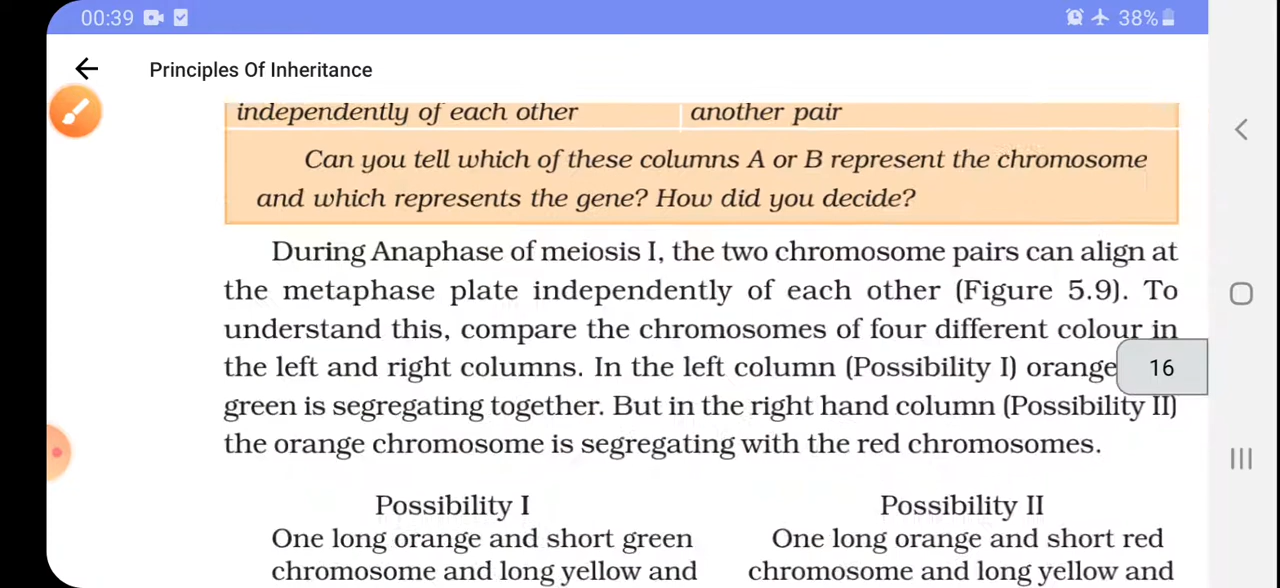 00:39
38%
Principles Of Inheritance
independently of each other
another pair
Can you tell which of these columns A or B represent the chromosome
and which represents the gene? How did you decide?
During Anaphase of meiosis I, the two chromosome pairs can align at
the metaphase plate independently of each other (Figure 5.9). To
understand this, compare the chromosomes of four different colour in
the left and right columns. In the left column (Possibility I) orange
16
green is segregating together. But in the right hand column (Possibility II)
the orange chromosome is segregating with the red chromosomes.
Possibility I
One long orange and short green
chromosome and long yellow and
Possibility II
One long orange and short red
chromosome and long yellow and